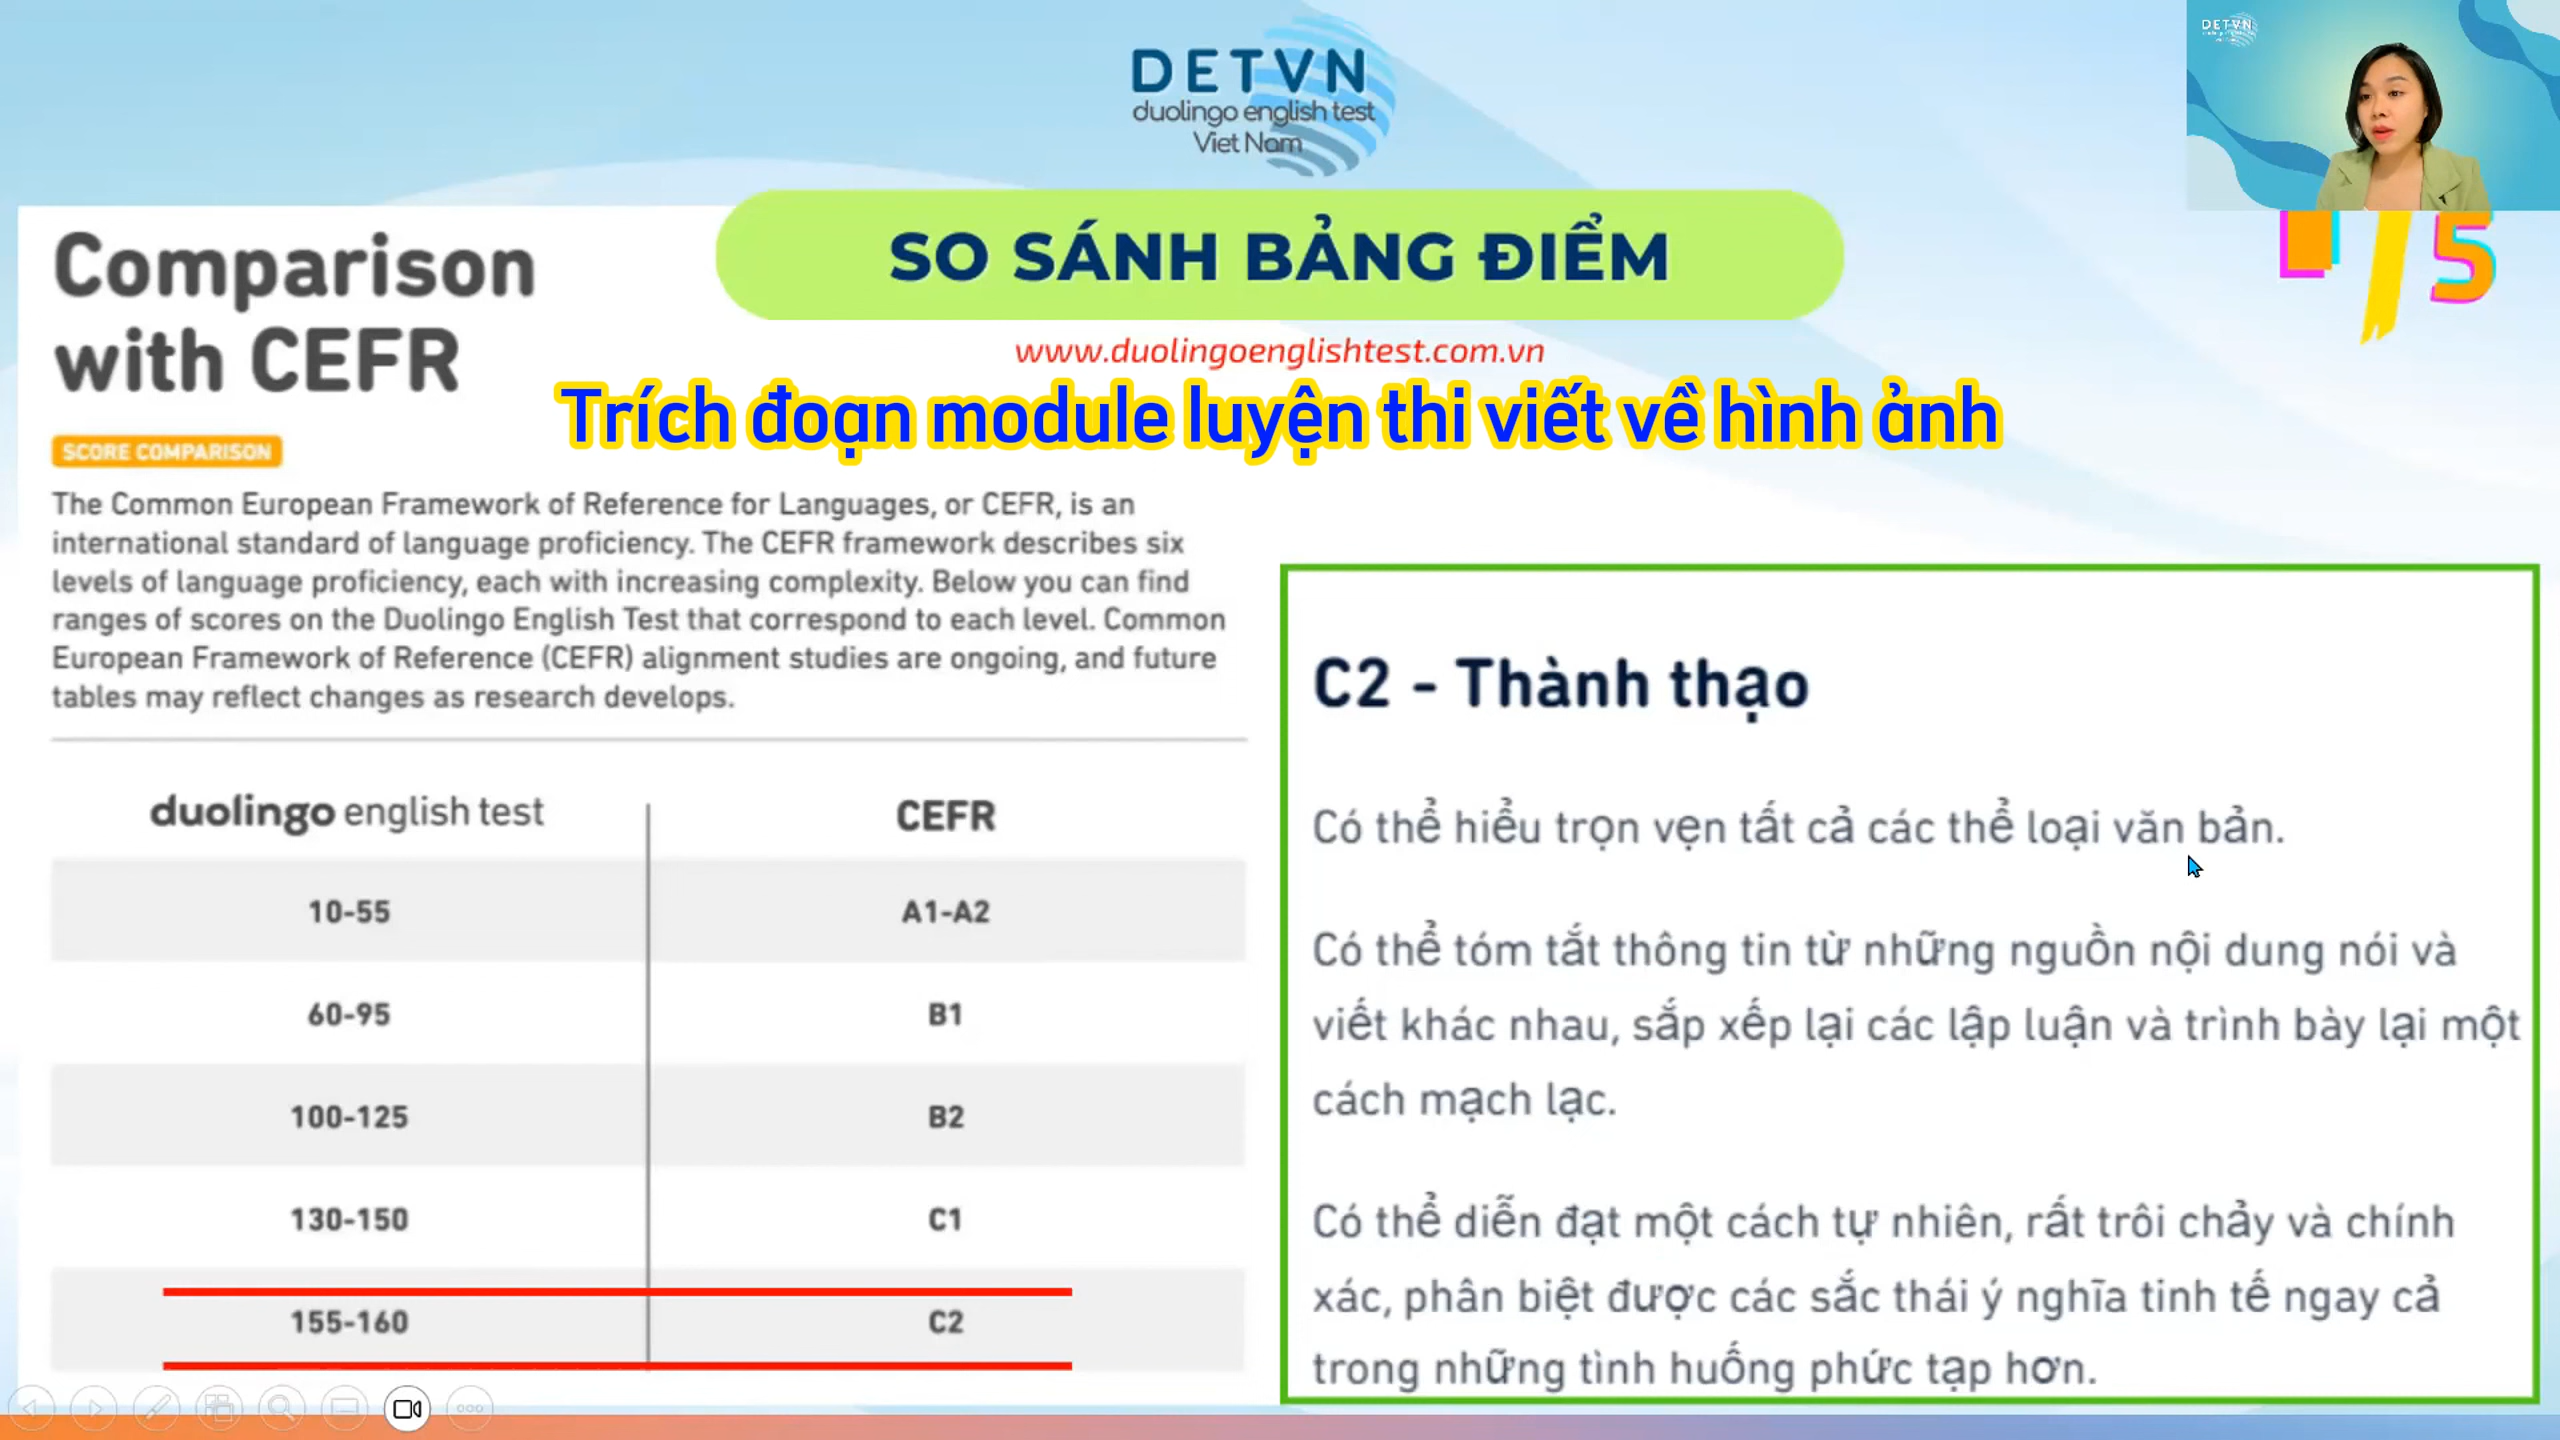 DETVN
duolingo english test
Viet Nam
DETVN
SO SÁNH BẢNG ĐIỂM
www.duolingoenglishtest.com.vn
Trích đoạn module luyện thi viết về hình ảnh
5
Comparison
with CEFR
SCORE COMPARISON
The Common European Framework of Reference for Languages, or CEFR, is an
international standard of language proficiency. The CEFR framework describes six
levels of language proficiency, each with increasing complexity. Below you can find
ranges of scores on the Duolingo English Test that correspond to each level. Common
European Framework of Reference (CEFR) alignment studies are ongoing, and future
tables may reflect changes as research develops.
duolingo english test CEFR
10-55 A1-A2
60-95 B1
100-125 B2
130-150 C1
155-160 C2
C2 - Thành thạo
Có thể hiểu trọn vẹn tất cả các thể loại văn bản.
Có thể tóm tắt thông tin từ những nguồn nội dung nói và
viết khác nhau, sắp xếp lại các lập luận và trình bày lại một
cách mạch lạc.
Có thể diễn đạt một cách tự nhiên, rất trôi chảy và chính
xác, phân biệt được các sắc thái ý nghĩa tinh tế ngay cả
trong những tình huống phức tạp hơn.